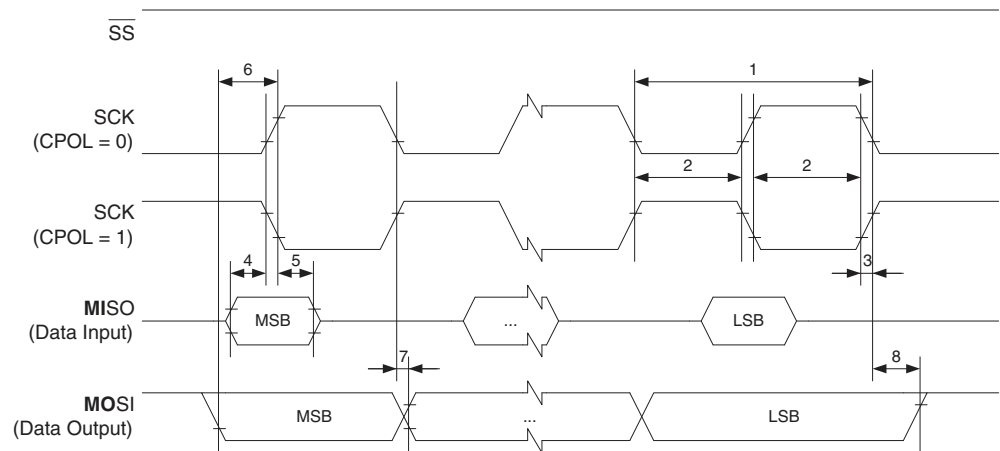 SS
6
1
SCK
(CPOL = 0)
2
2
SCK
(CPOL = 1)
4
5
3
MISO
(Data Input)
MSB
...
LSB
7
8
MOSI
(Data Output)
MSB
...
LSB